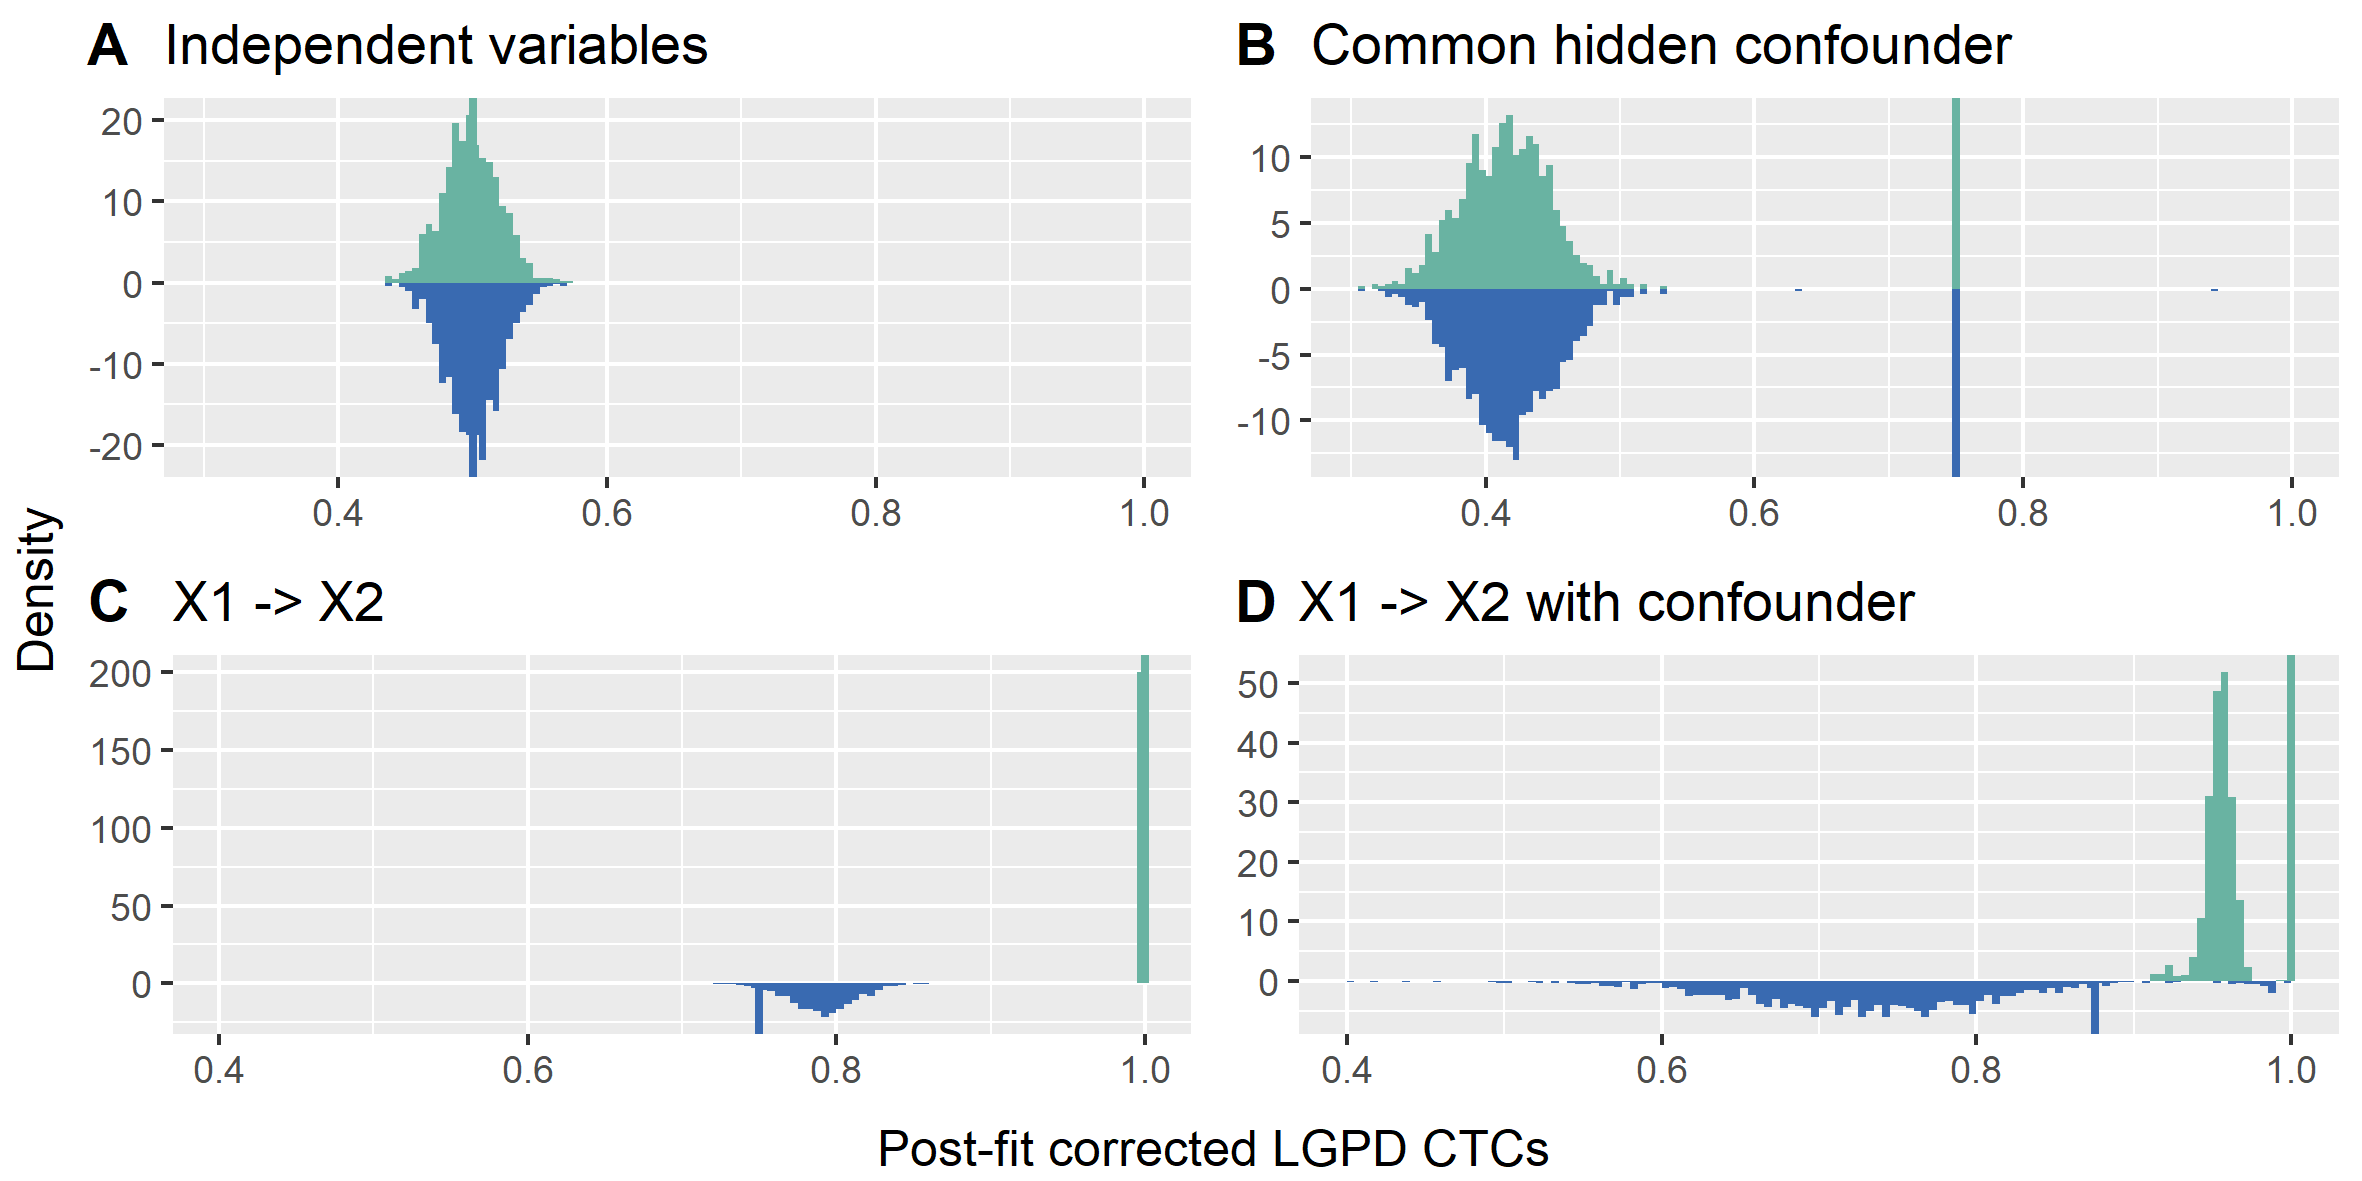 A Independent variables
20
10
0
-10
-20
0.4 0.6 0.8 1.0
B Common hidden confounder
10
5
0
-5
-10
0.4 0.6 0.8 1.0
Density
C X1 -> X2
200
150
100
50
0
0.4 0.6 0.8 1.0
D X1 -> X2 with confounder
50
40
30
20
10
0
0.4 0.6 0.8 1.0
Post-fit corrected LGPD CTCs